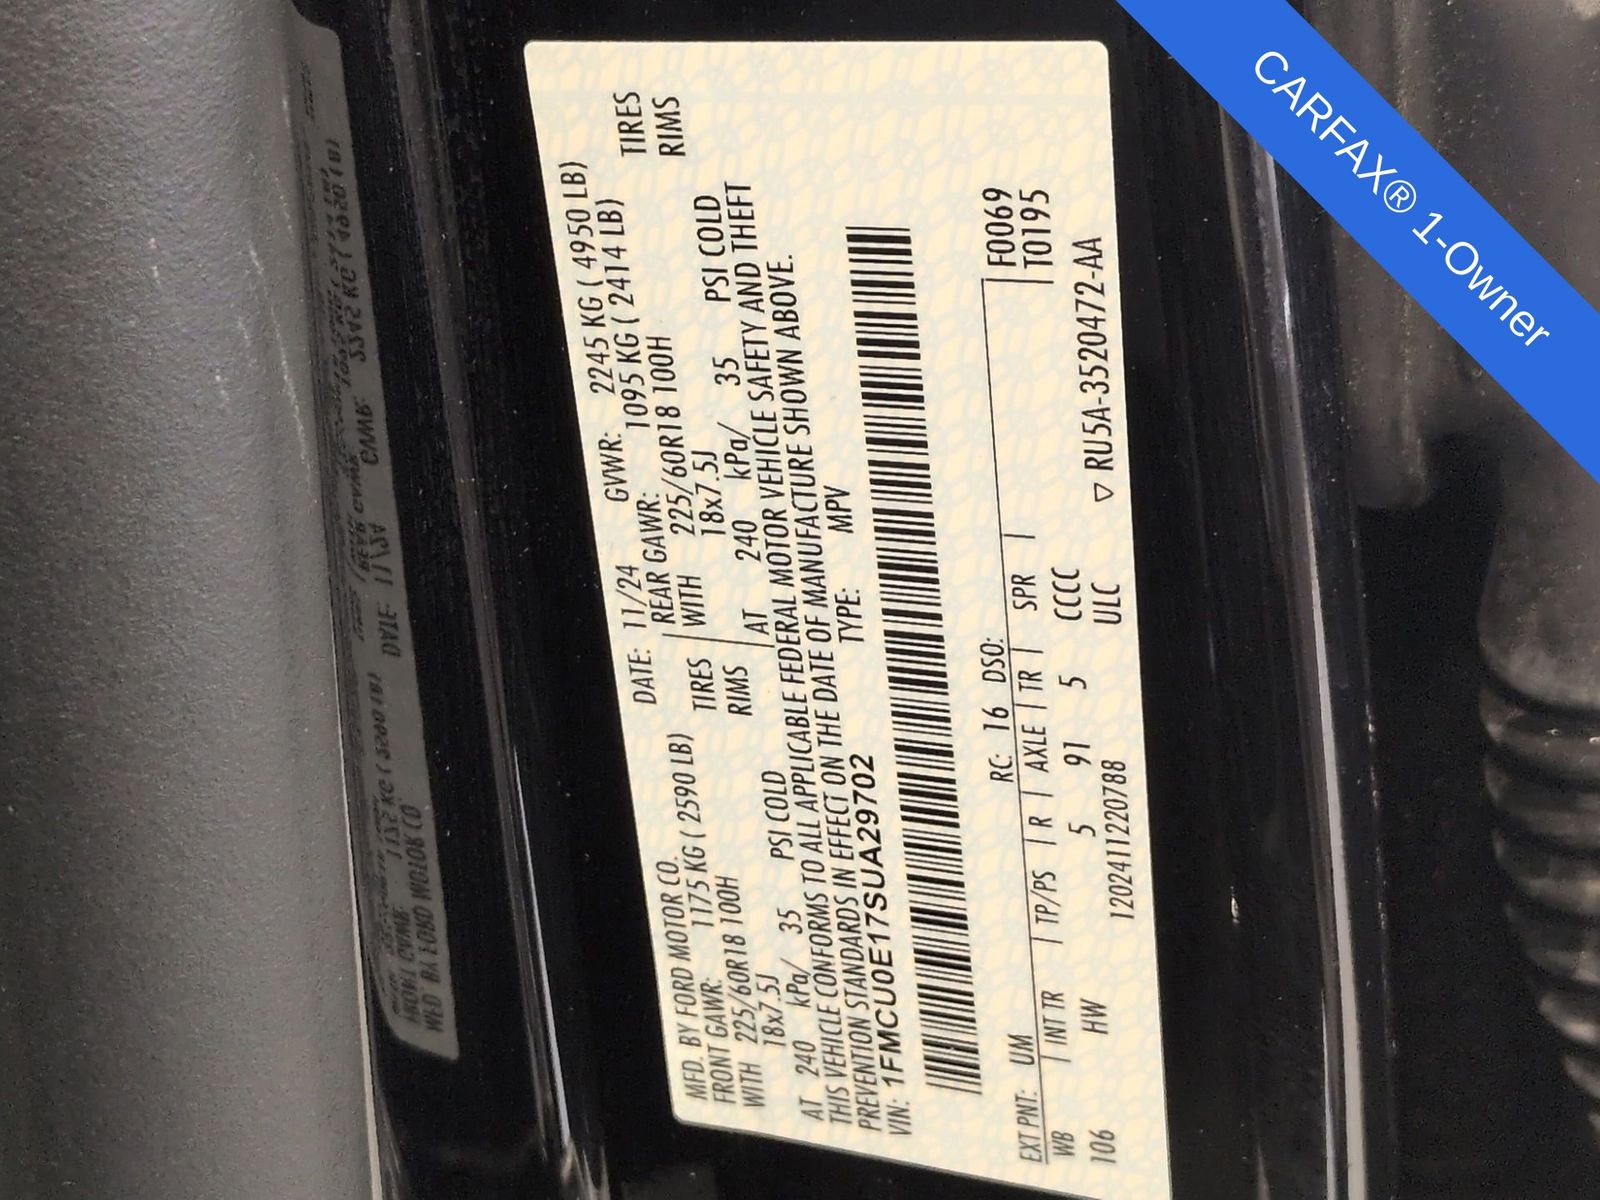 MFD. BY FORD MOTOR CO.
DATE: 11/24 GVWR: 2245 KG ( 4950 LB)
FRONT GAWR: 1175 KG ( 2590 LB)
REAR GAWR: 1095 KG ( 2414 LB)
WITH 225/60R18 100H TIRES
WITH 225/60R18 100H TIRES
18x7.5J RIMS
18x7.5J RIMS
AT 240 kPa/ 35 PSI COLD
AT 240 kPa/ 35 PSI COLD
THIS VEHICLE CONFORMS TO ALL APPLICABLE FEDERAL MOTOR VEHICLE SAFETY AND THEFT
PREVENTION STANDARDS IN EFFECT ON THE DATE OF MANUFACTURE SHOWN ABOVE.
VIN: 1FMCU0E17SUA29702 TYPE: MPV
EXT PNT: UM RC: 16 DSO: F0069
WB | INT TR | TP/PS | R | AXLE | TR | SPR | T0195
106 HW 5 91 5 CCCC
120241120788 ULC ▽ RU5A-3520472-AA
CARFAX® 1-Owner